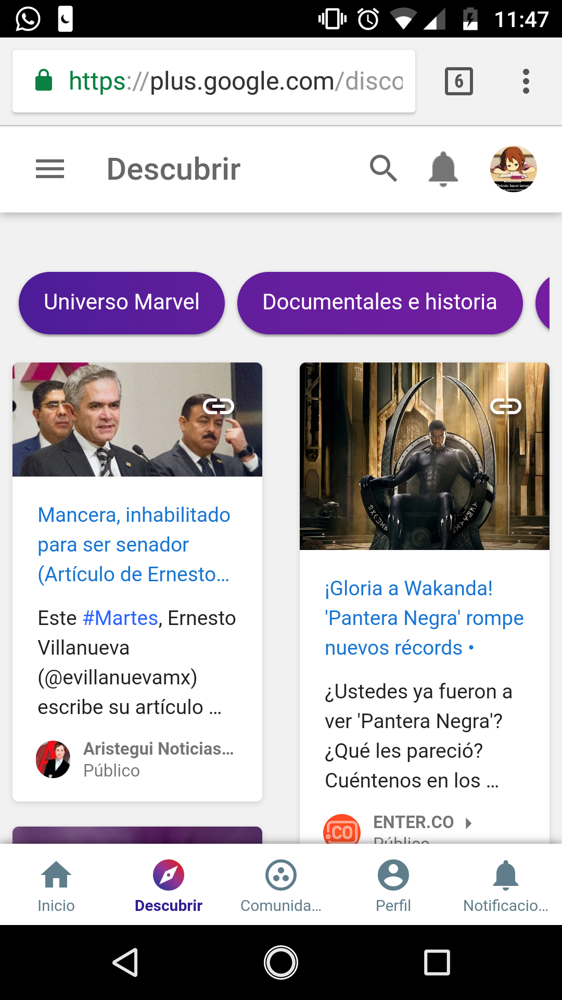 11:47
https://plus.google.com/disco
6
Descubrir
Detesto hacer tareas
Universo Marvel
Documentales e historia
Mancera, inhabilitado
para ser senador
(Artículo de Ernesto...
Este #Martes, Ernesto
Villanueva
(@evillanuevamx)
escribe su artículo ...
Aristegui Noticias...
Público
¡Gloria a Wakanda!
'Pantera Negra' rompe
nuevos récords •
¿Ustedes ya fueron a
ver 'Pantera Negra'?
¿Qué les pareció?
Cuéntenos en los ...
.CO
ENTER.CO
Público
Inicio
Descubrir
Comunida...
Perfil
Notificacio...